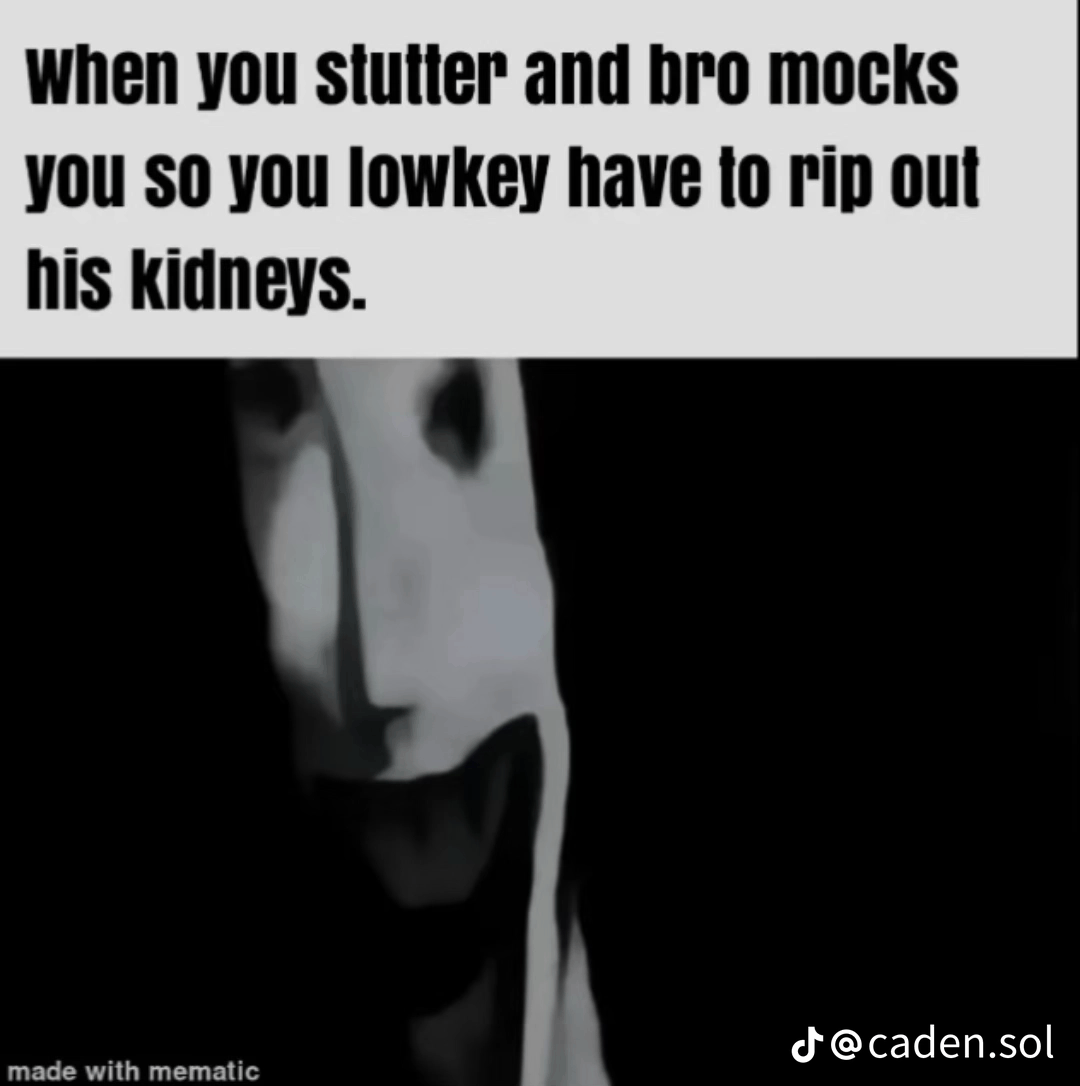 When you stutter and bro mocks
you so you lowkey have to rip out
his kidneys.
@caden.sol
made with mematic